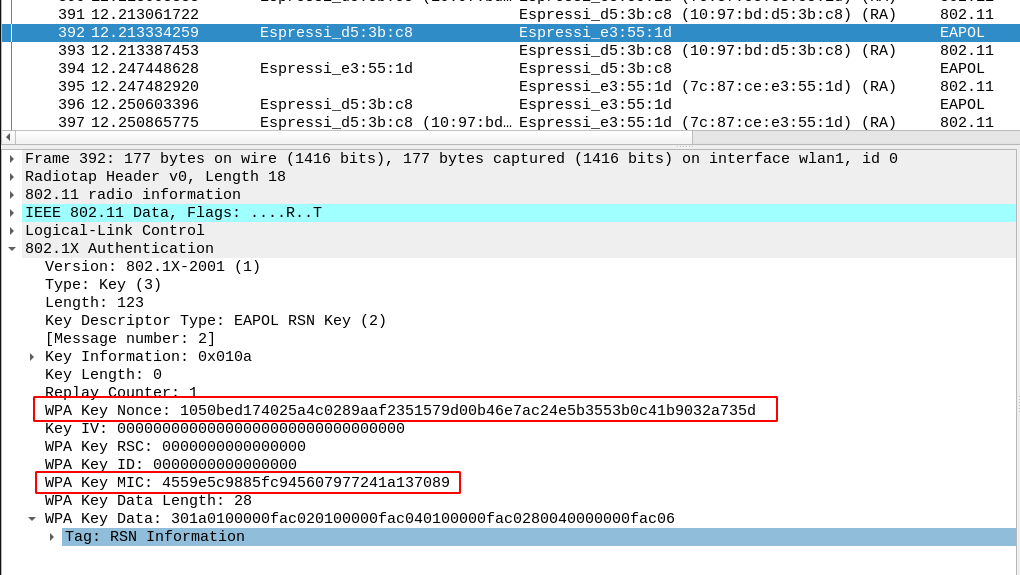 391 12.213061722 Espressi_d5:3b:c8 (10:97:bd:d5:3b:c8) (RA) 802.11
392 12.213334259 Espressi_d5:3b:c8 Espressi_e3:55:1d EAPOL
393 12.213387453 Espressi_d5:3b:c8 (10:97:bd:d5:3b:c8) (RA) 802.11
394 12.247448628 Espressi_e3:55:1d Espressi_d5:3b:c8 EAPOL
395 12.247482920 Espressi_e3:55:1d (7c:87:ce:e3:55:1d) (RA) 802.11
396 12.250603396 Espressi_d5:3b:c8 Espressi_e3:55:1d EAPOL
397 12.250865775 Espressi_d5:3b:c8 (10:97:bd… Espressi_e3:55:1d (7c:87:ce:e3:55:1d) (RA) 802.11
Frame 392: 177 bytes on wire (1416 bits), 177 bytes captured (1416 bits) on interface wlan1, id 0
Radiotap Header v0, Length 18
802.11 radio information
IEEE 802.11 Data, Flags: ....R..T
Logical-Link Control
802.1X Authentication
Version: 802.1X-2001 (1)
Type: Key (3)
Length: 123
Key Descriptor Type: EAPOL RSN Key (2)
[Message number: 2]
Key Information: 0x010a
Key Length: 0
Replay Counter: 1
WPA Key Nonce: 1050bed174025a4c0289aaf2351579d00b46e7ac24e5b3553b0c41b9032a735d
Key IV: 00000000000000000000000000000000
WPA Key RSC: 0000000000000000
WPA Key ID: 0000000000000000
WPA Key MIC: 4559e5c9885fc945607977241a137089
WPA Key Data Length: 28
WPA Key Data: 301a0100000fac020100000fac040100000fac0280040000000fac06
Tag: RSN Information